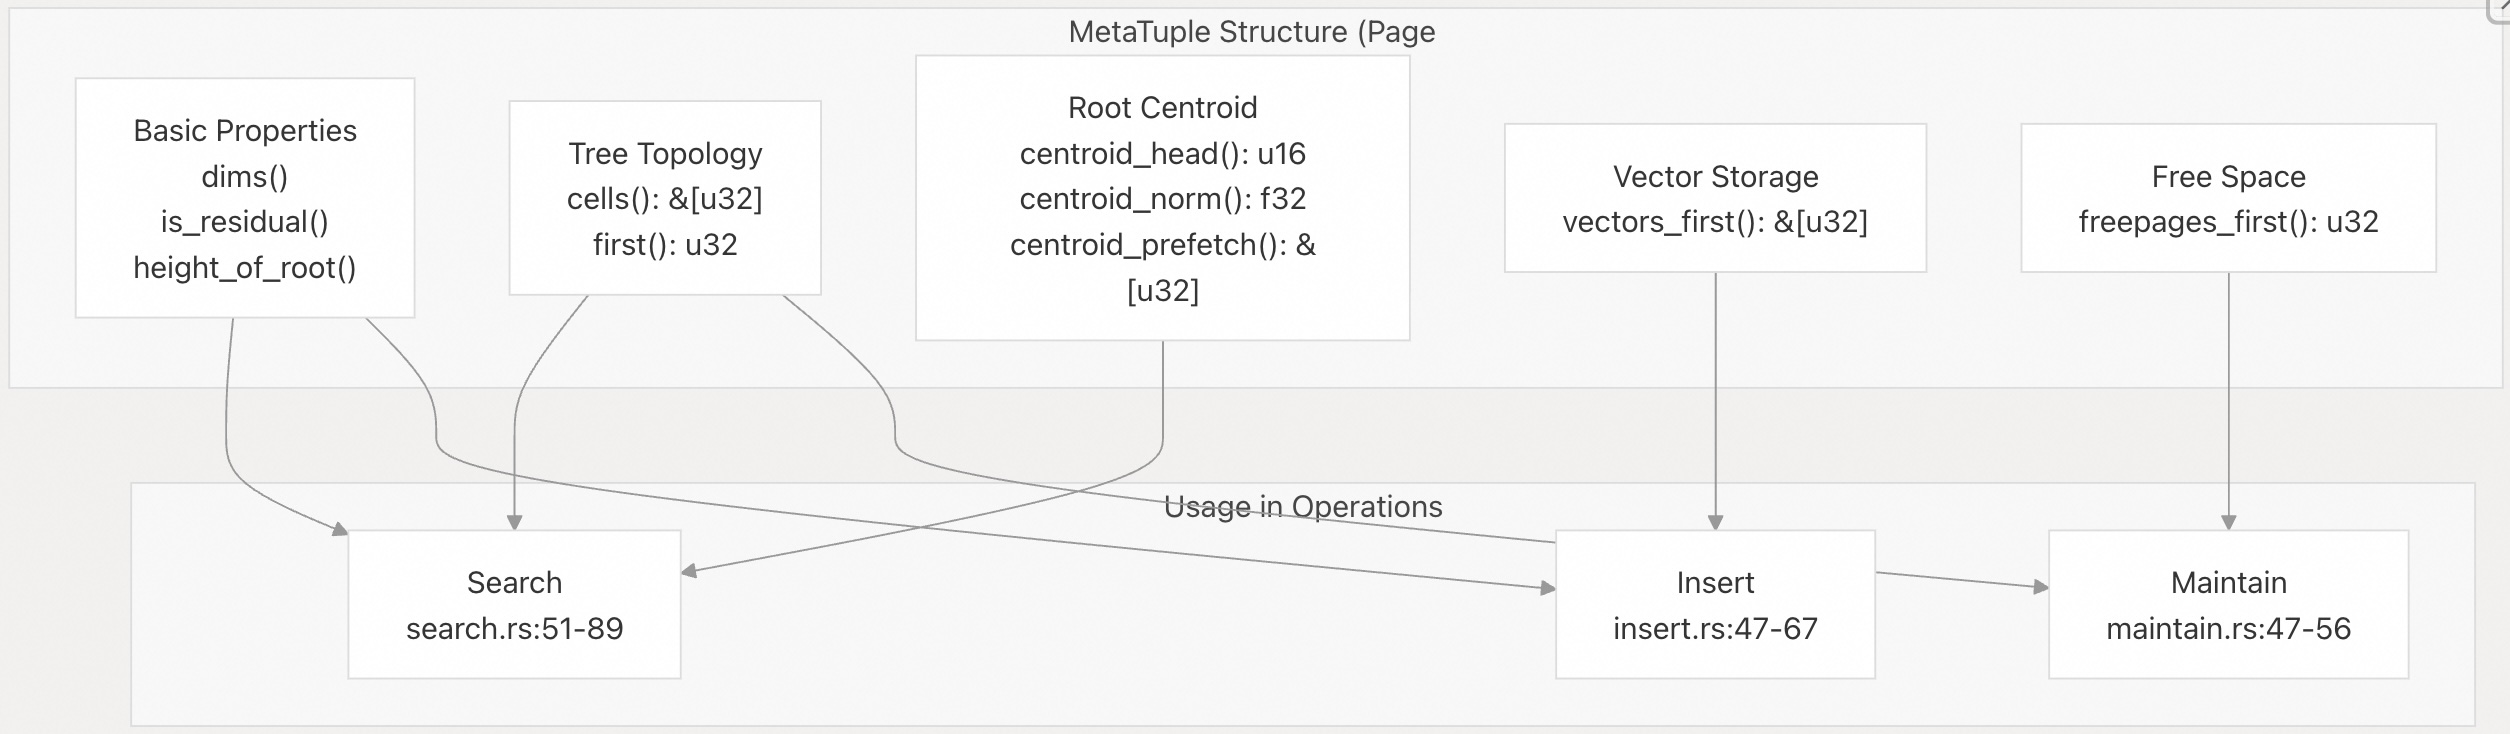 MetaTuple Structure (Page
Basic Properties
dims()
is_residual()
height_of_root()
Tree Topology
cells(): &[u32]
first(): u32
Root Centroid
centroid_head(): u16
centroid_norm(): f32
centroid_prefetch(): &
[u32]
Vector Storage
vectors_first(): &[u32]
Free Space
freepages_first(): u32
Usage in Operations
Search
search.rs:51-89
Insert
insert.rs:47-67
Maintain
maintain.rs:47-56